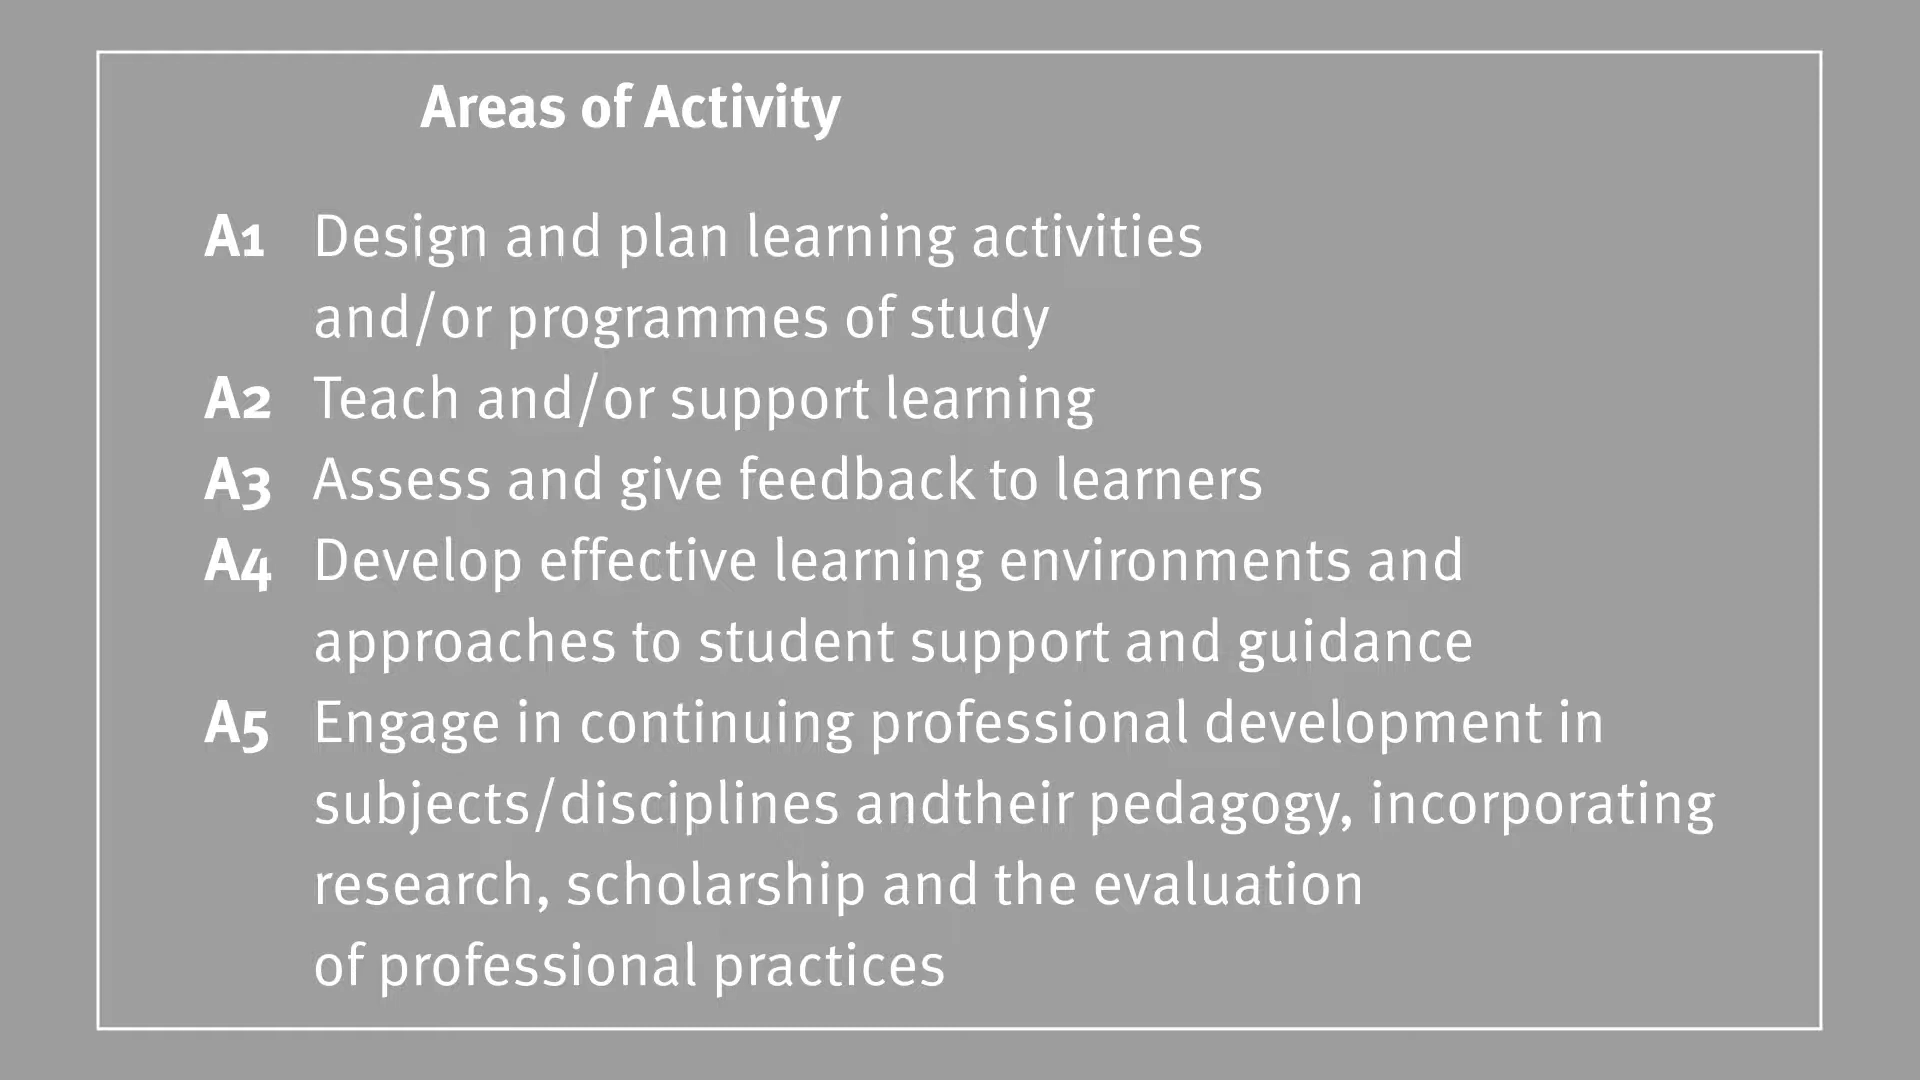 Areas of Activity
A1 Design and plan learning activities
and/or programmes of study
A2 Teach and/or support learning
A3 Assess and give feedback to learners
A4 Develop effective learning environments and
approaches to student support and guidance
A5 Engage in continuing professional development in
subjects/disciplines andtheir pedagogy, incorporating
research, scholarship and the evaluation
of professional practices